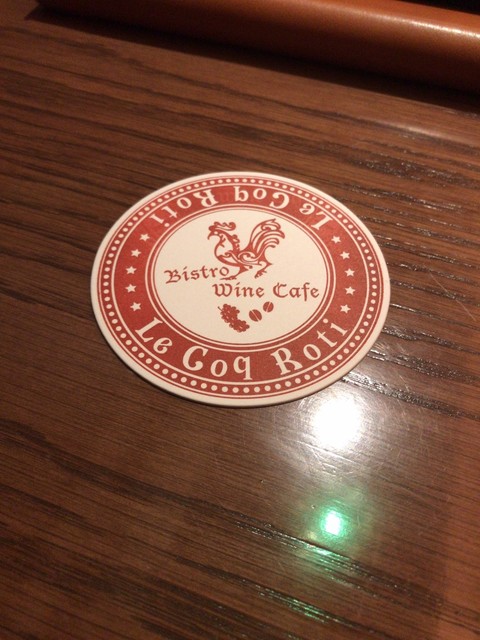 Le Coq Roti
Bistro
Wine Cafe
Le Coq Roti